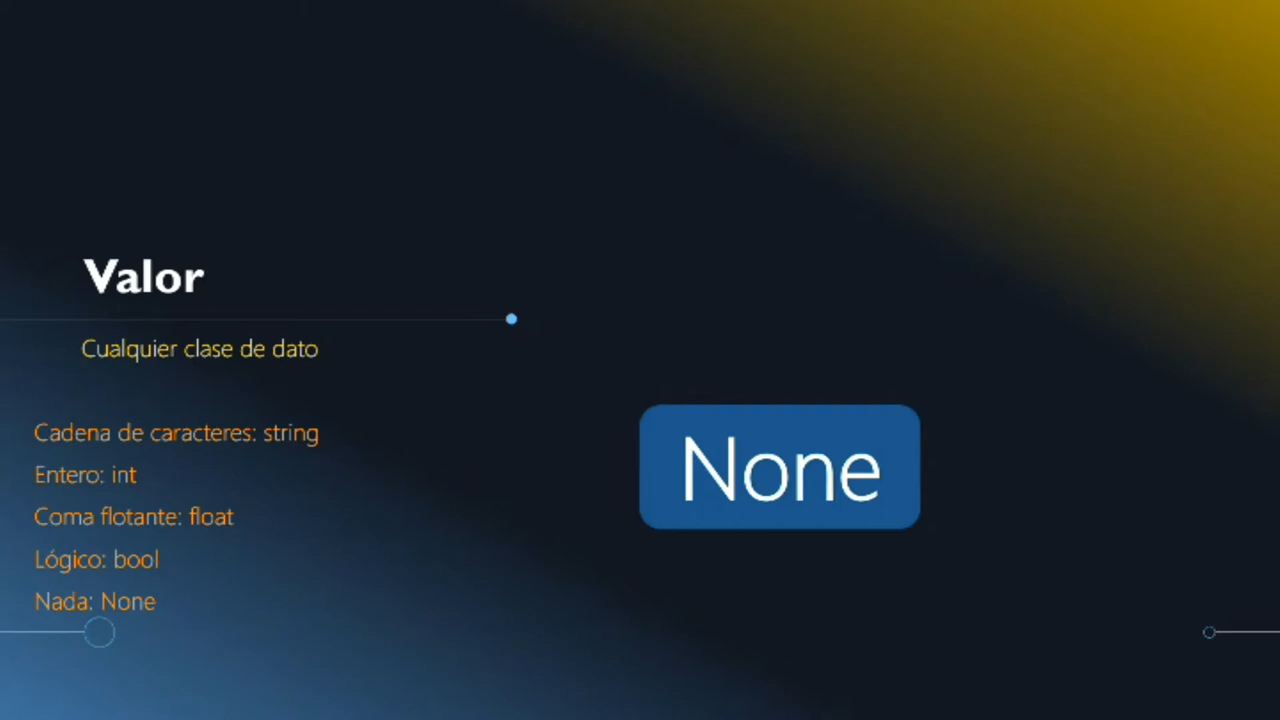 Valor
Cualquier clase de dato
Cadena de caracteres: string
Entero: int
Coma flotante: float
Lógico: bool
Nada: None
None